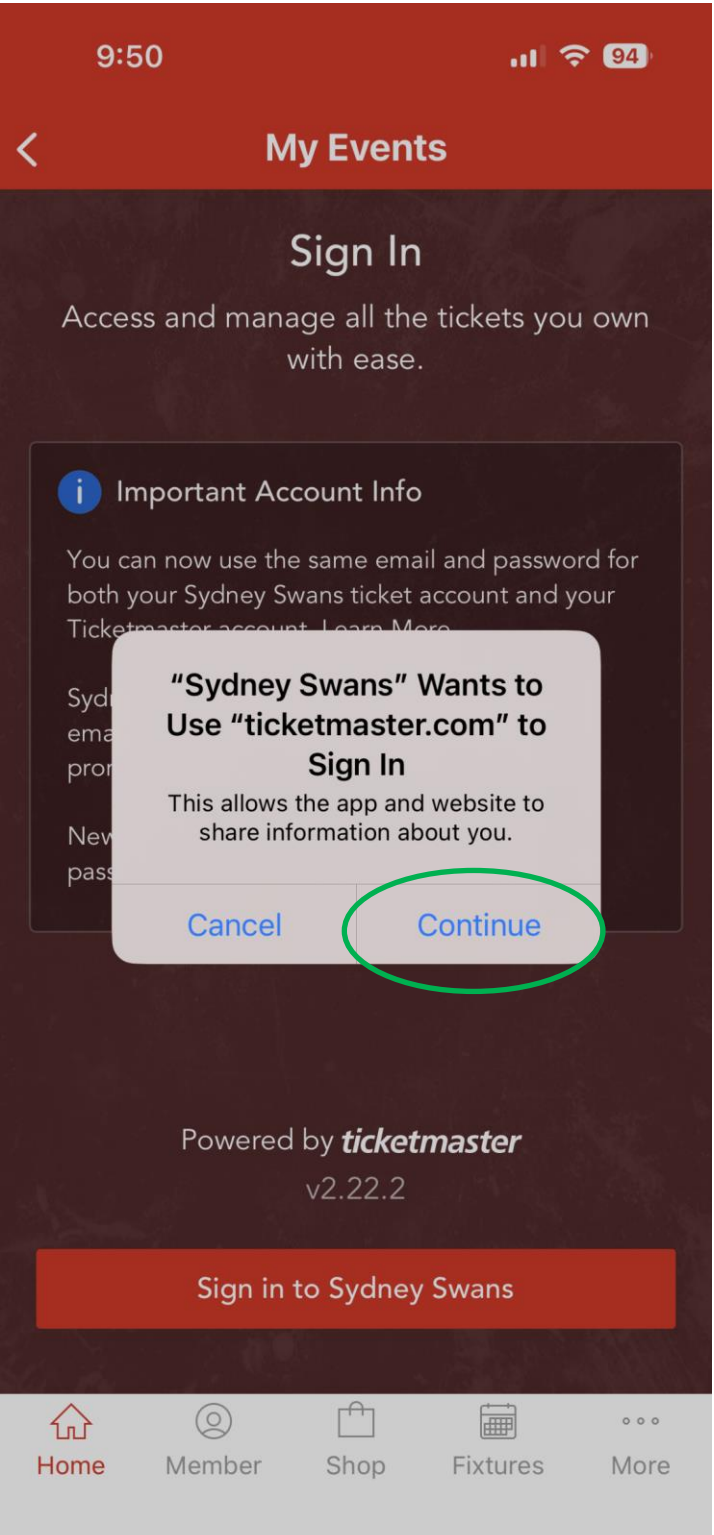 9:50
94
My Events
Sign In
Access and manage all the tickets you own
with ease.
Important Account Info
You can now use the same email and password for
both your Sydney Swans ticket account and your
Ticketmaster account. Learn More
"Sydney Swans" Wants to
Use "ticketmaster.com" to
Sign In
This allows the app and website to
share information about you.
Cancel
Continue
Powered by ticketmaster
v2.22.2
Sign in to Sydney Swans
Home
Member
Shop
Fixtures
More